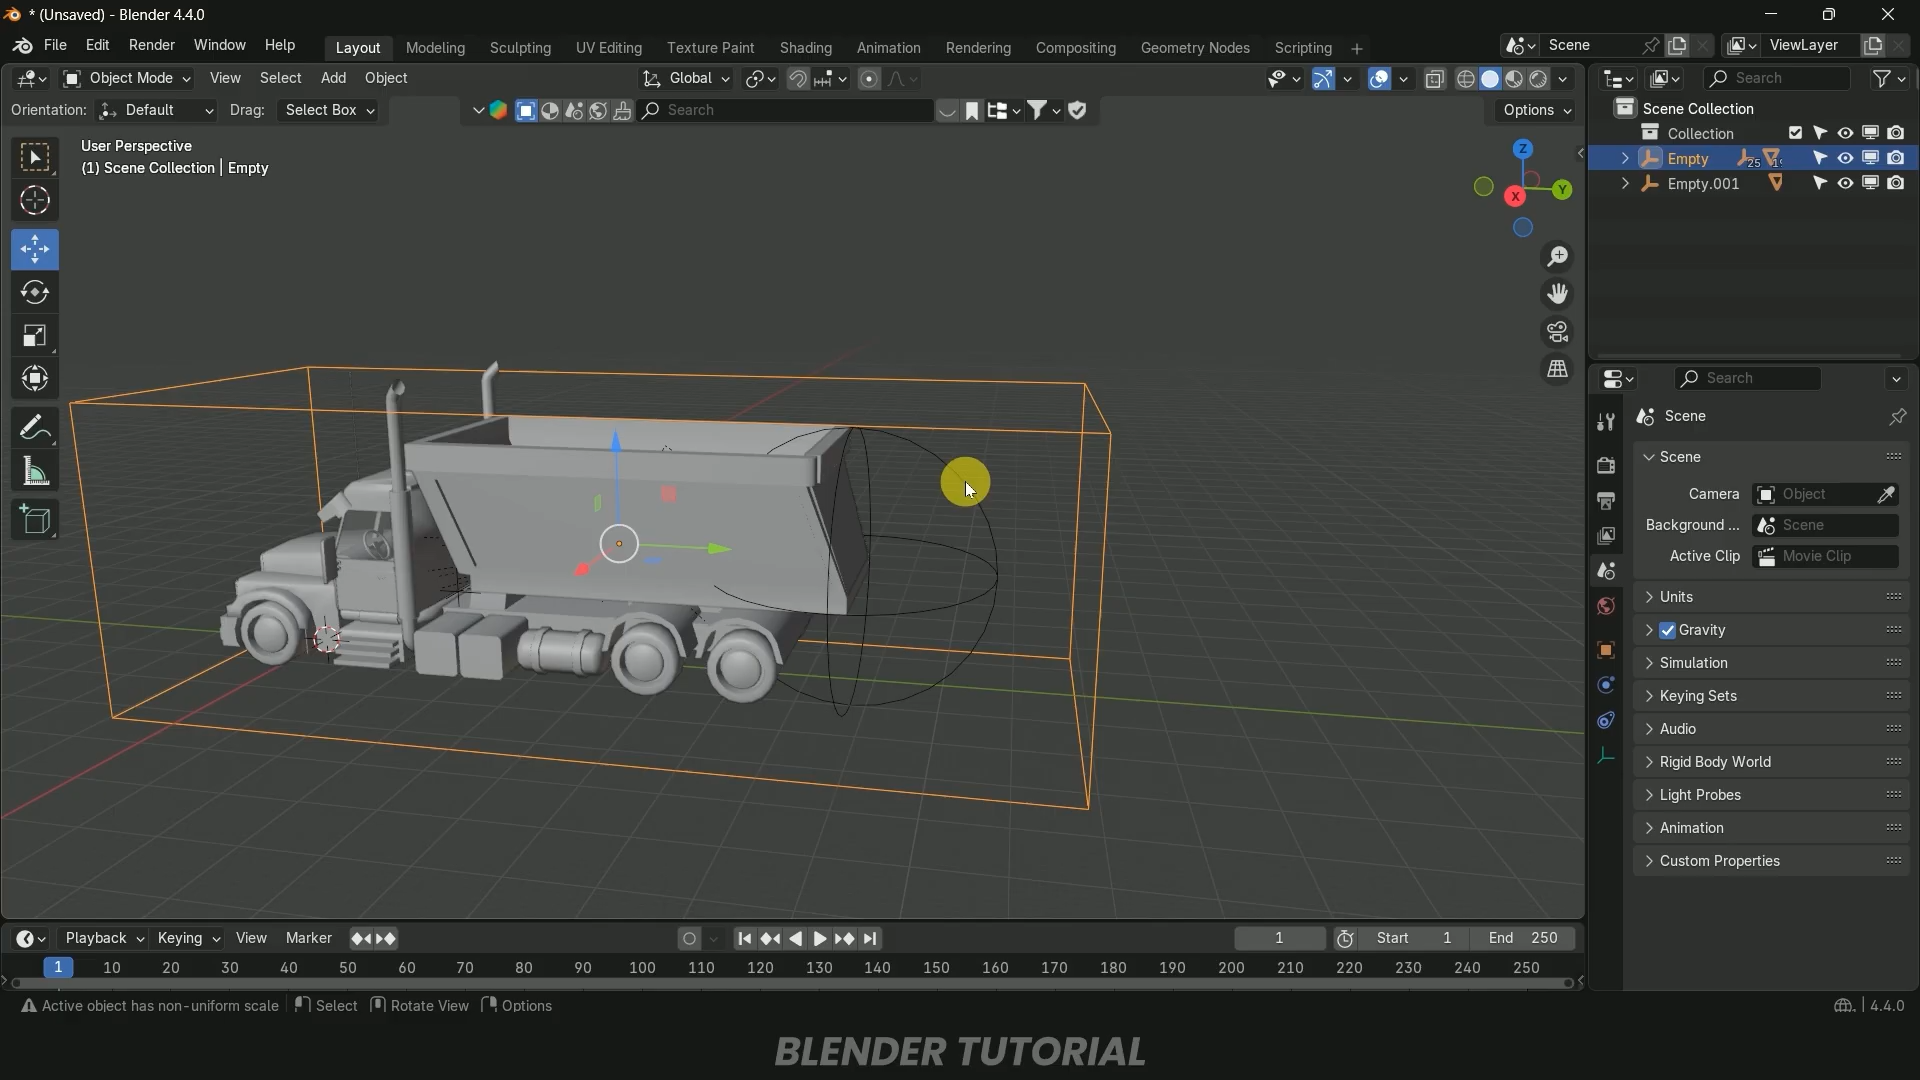 * (Unsaved) - Blender 4.4.0
File Edit Render Window Help Layout Modeling Sculpting UV Editing Texture Paint Shading Animation Rendering Compositing Geometry Nodes Scripting + Scene ViewLayer
Object Mode View Select Add Object Global Search
Orientation: Default Drag: Select Box Search Options
User Perspective
(1) Scene Collection | Empty
Z
Y
X
Scene Collection
Collection
Empty 25
Empty.001
Search
Scene
Scene
Camera Object
Background ... Scene
Active Clip Movie Clip
Units
Gravity
Simulation
Keying Sets
Audio
Rigid Body World
Light Probes
Animation
Custom Properties
Playback Keying View Marker 1 Start 1 End 250
1 10 20 30 40 50 60 70 80 90 100 110 120 130 140 150 160 170 180 190 200 210 220 230 240 250
Active object has non-uniform scale Select Rotate View Options 4.4.0
BLENDER TUTORIAL